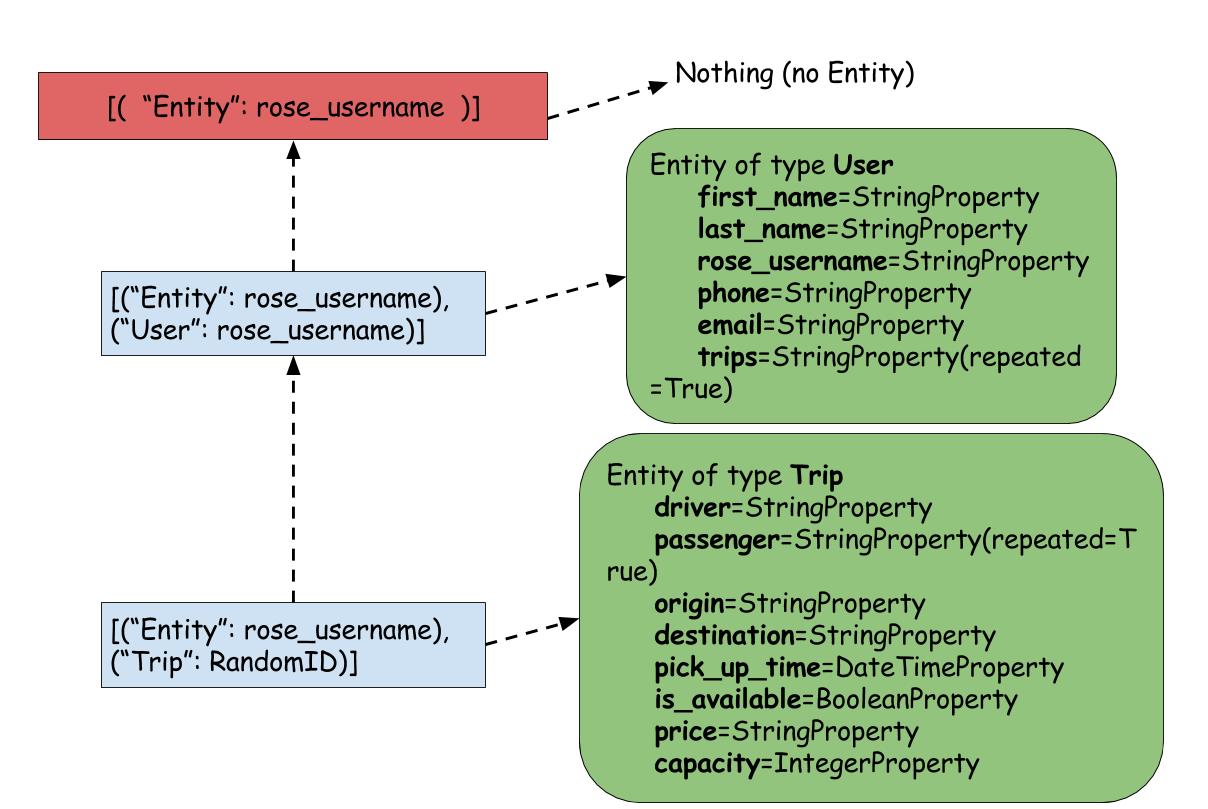 Nothing (no Entity)
[( “Entity”: rose_username )]
Entity of type User
first_name=StringProperty
last_name=StringProperty
rose_username=StringProperty
phone=StringProperty
email=StringProperty
trips=StringProperty(repeated
=True)
[(“Entity”: rose_username),
(“User”: rose_username)]
Entity of type Trip
driver=StringProperty
passenger=StringProperty(repeated=T
rue)
origin=StringProperty
destination=StringProperty
pick_up_time=DateTimeProperty
is_available=BooleanProperty
price=StringProperty
capacity=IntegerProperty
[(“Entity”: rose_username),
(“Trip”: RandomID)]